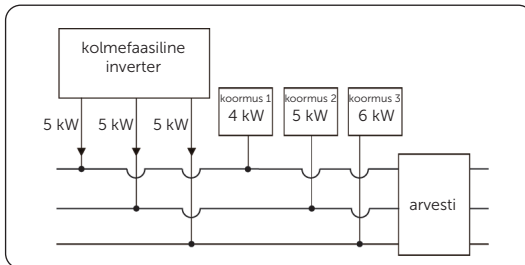 kolmefaasiline
inverter
koormus 1
4 kW
koormus 2
5 kW
koormus 3
6 kW
5 kW
5 kW
5 kW
arvesti